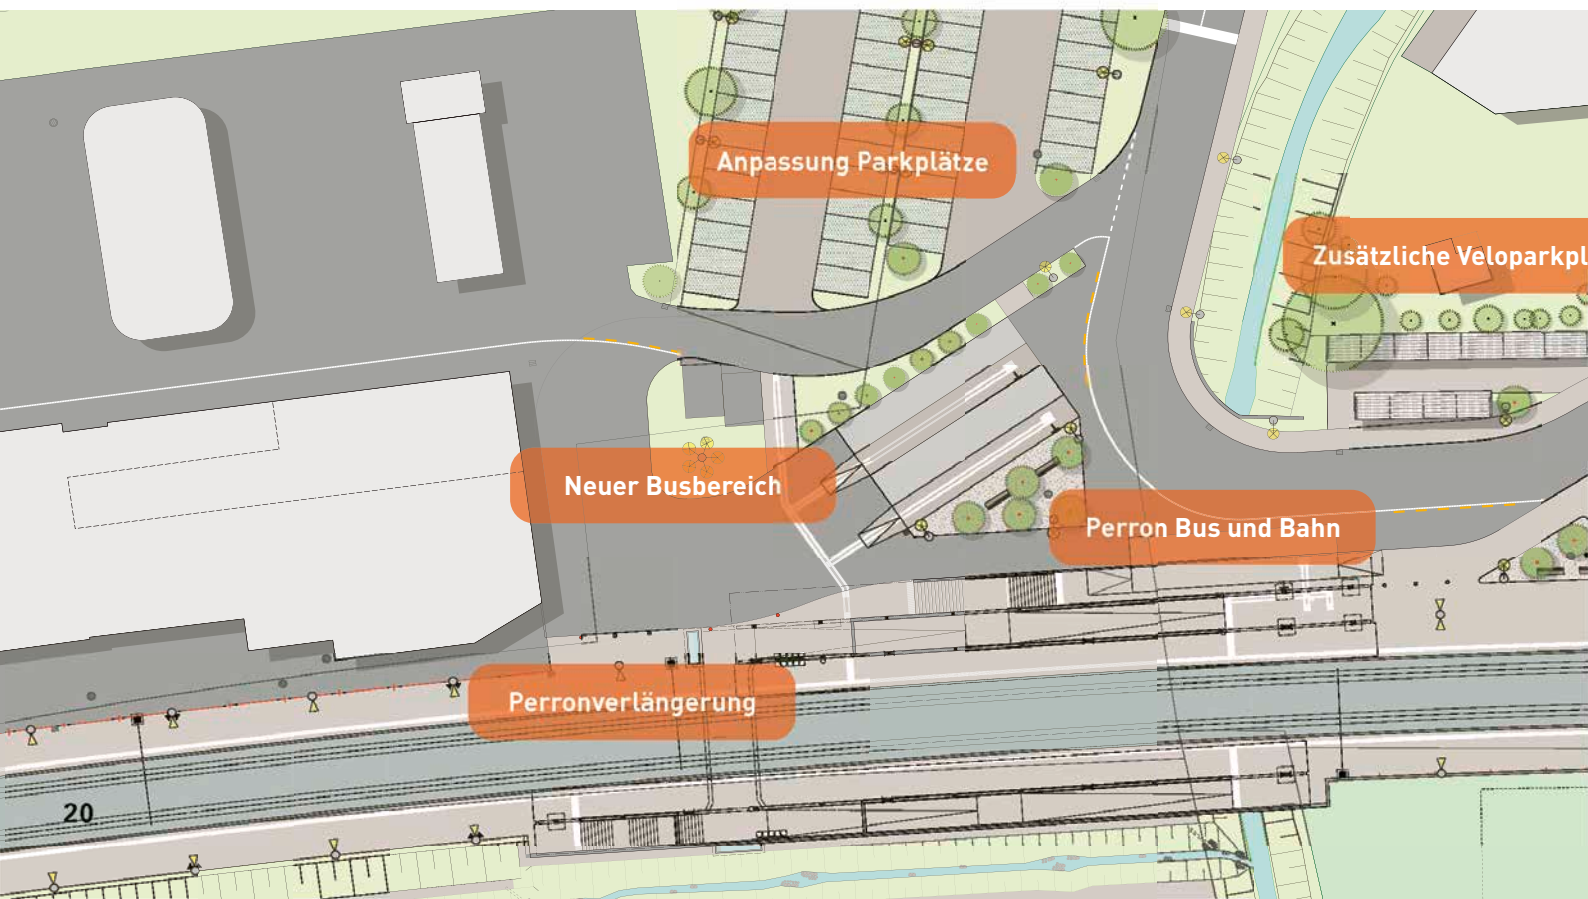 Anpassung Parkplätze
Zusätzliche Veloparkpl
Neuer Busbereich
Perron Bus und Bahn
Perronverlängerung
20